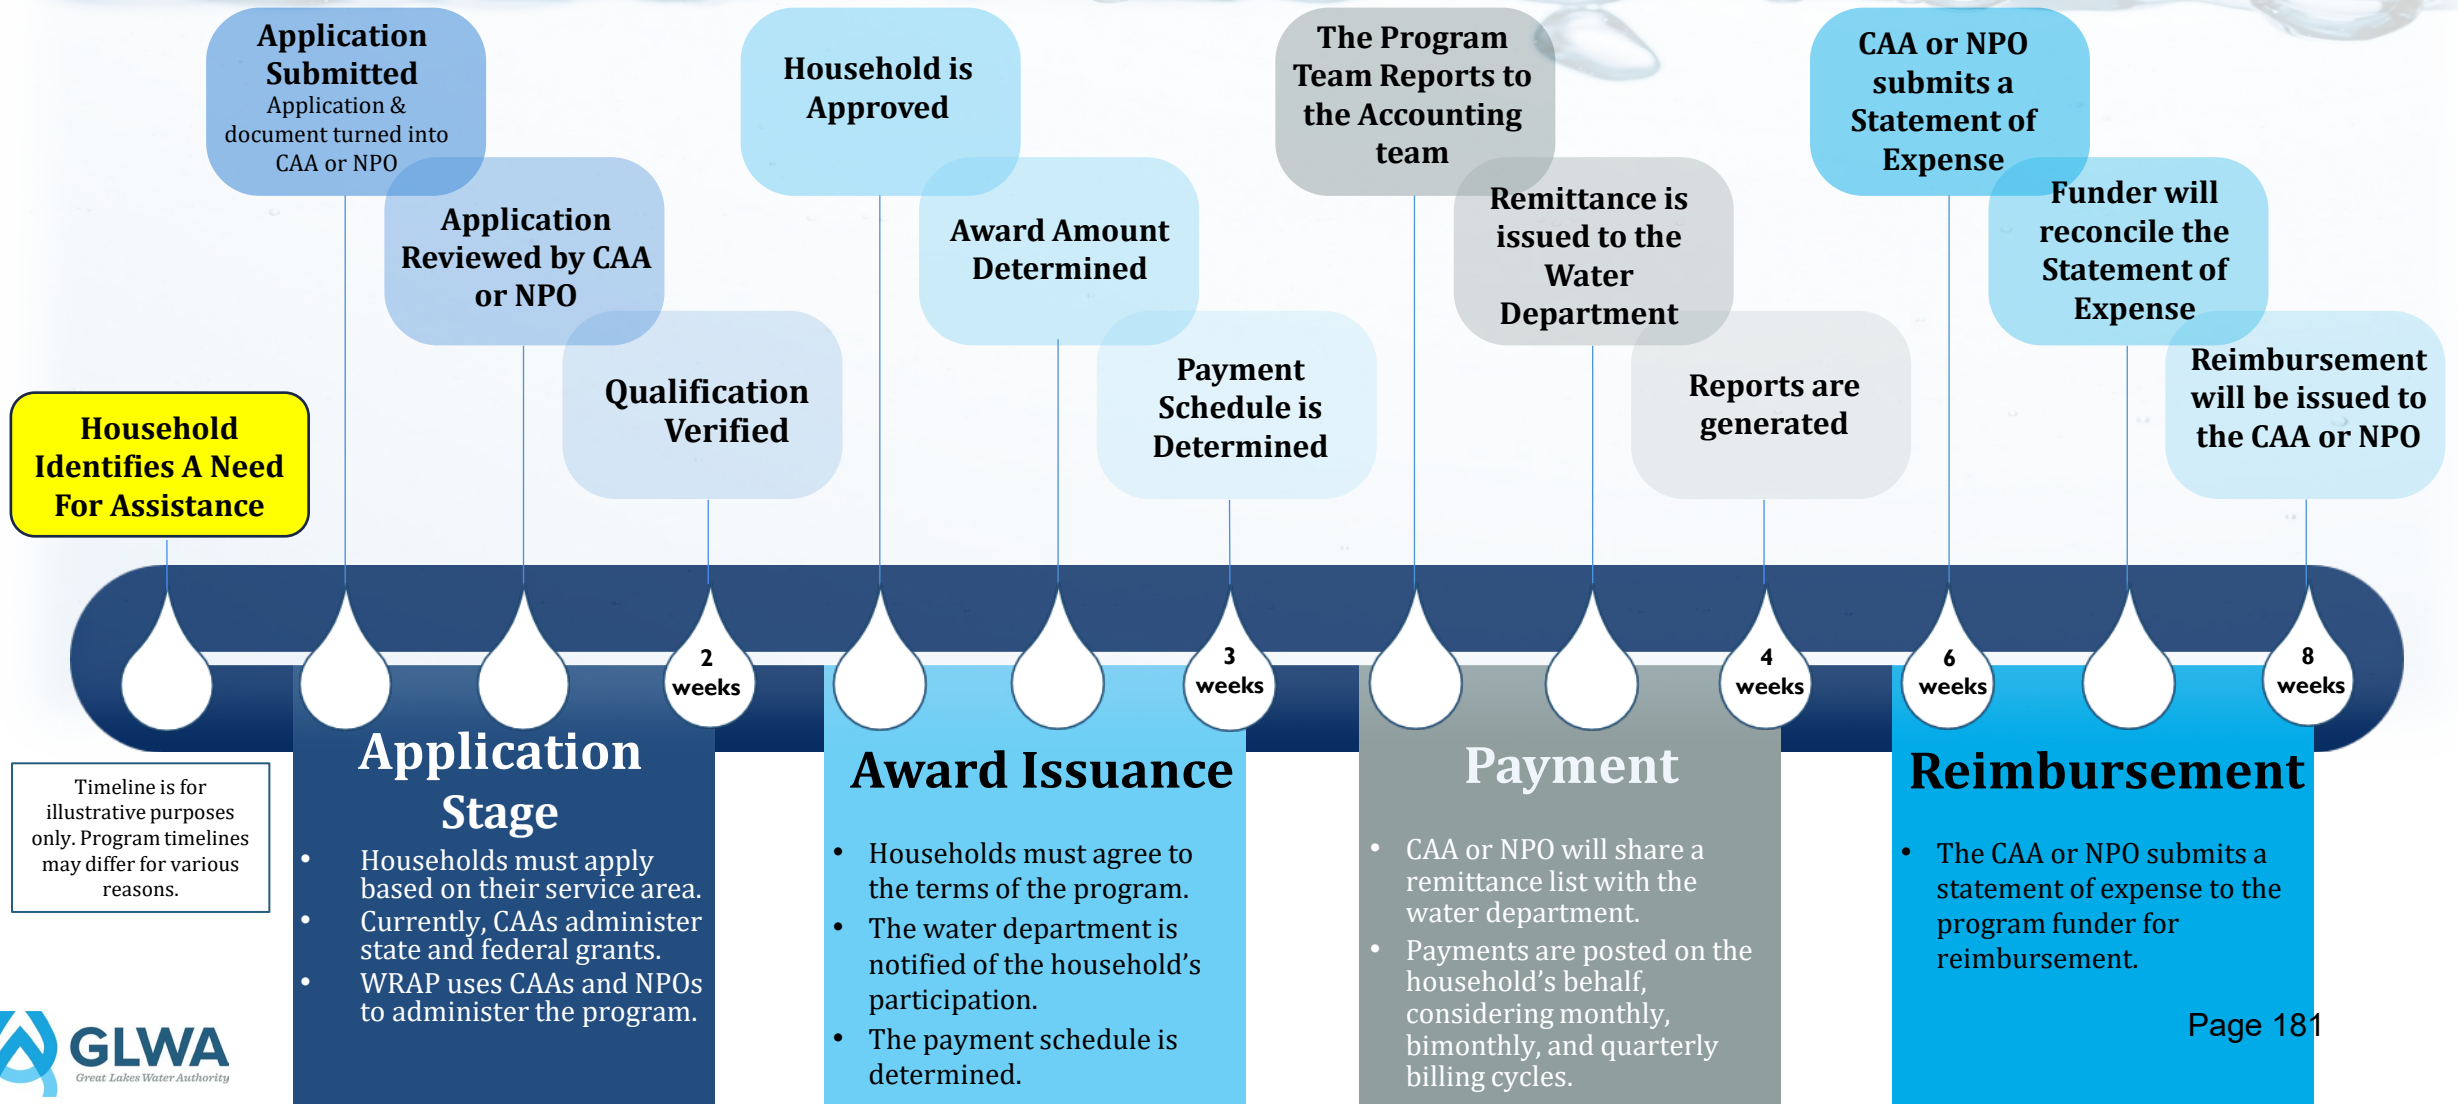 Application
Submitted
Application &
document turned into
CAA or NPO
Application
Reviewed by CAA
or NPO
Qualification
Verified
Household is
Approved
Award Amount
Determined
Payment
Schedule is
Determined
The Program
Team Reports to
the Accounting
team
Remittance is
issued to the
Water
Department
Reports are
generated
CAA or NPO
submits a
Statement of
Expense
Funder will
reconcile the
Statement of
Expense
Reimbursement
will be issued to
the CAA or NPO
Household
Identifies A Need
For Assistance
2
weeks
3
weeks
4
weeks
6
weeks
8
weeks
Timeline is for
illustrative purposes
only. Program timelines
may differ for various
reasons.
Application
Stage
• Households must apply
based on their service area.
• Currently, CAAs administer
state and federal grants.
• WRAP uses CAAs and NPOs
to administer the program.
Award Issuance
• Households must agree to
the terms of the program.
• The water department is
notified of the household's
participation.
• The payment schedule is
determined.
Payment
• CAA or NPO will share a
remittance list with the
water department.
• Payments are posted on the
household's behalf,
considering monthly,
bimonthly, and quarterly
billing cycles.
Reimbursement
• The CAA or NPO submits a
statement of expense to the
program funder for
reimbursement.
Page 181
GLWA
Great Lakes Water Authority